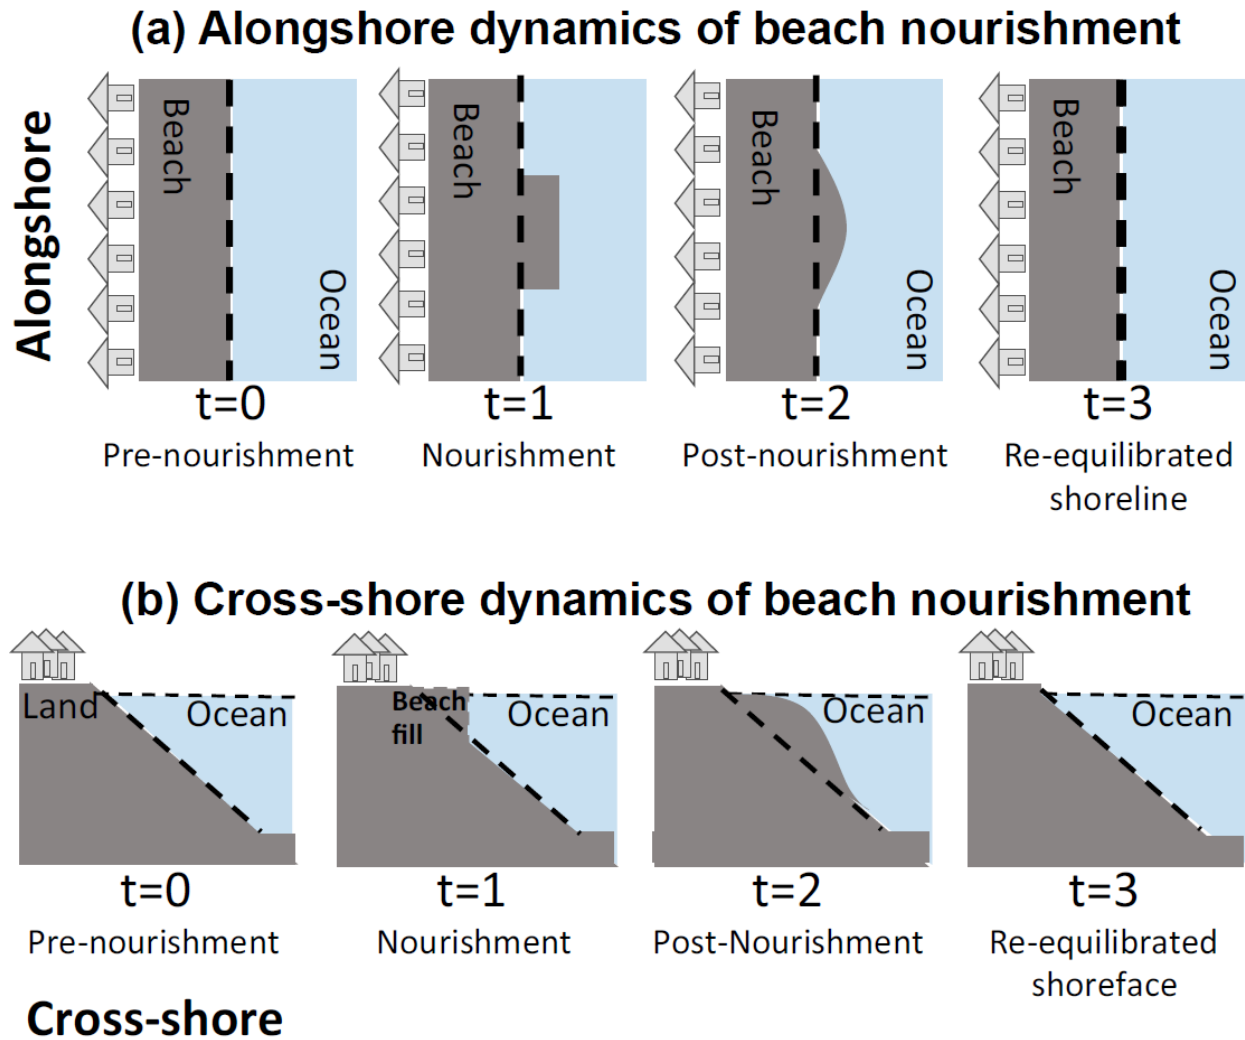 (a) Alongshore dynamics of beach nourishment
Alongshore
Beach
Ocean
Beach
Beach
Ocean
Beach
Ocean
t=0
t=1
t=2
t=3
Pre-nourishment
Nourishment
Post-nourishment
Re-equilibrated
shoreline
(b) Cross-shore dynamics of beach nourishment
Land
Ocean
Beach
fill
Ocean
Ocean
Ocean
t=0
t=1
t=2
t=3
Pre-nourishment
Nourishment
Post-Nourishment
Re-equilibrated
shoreface
Cross-shore